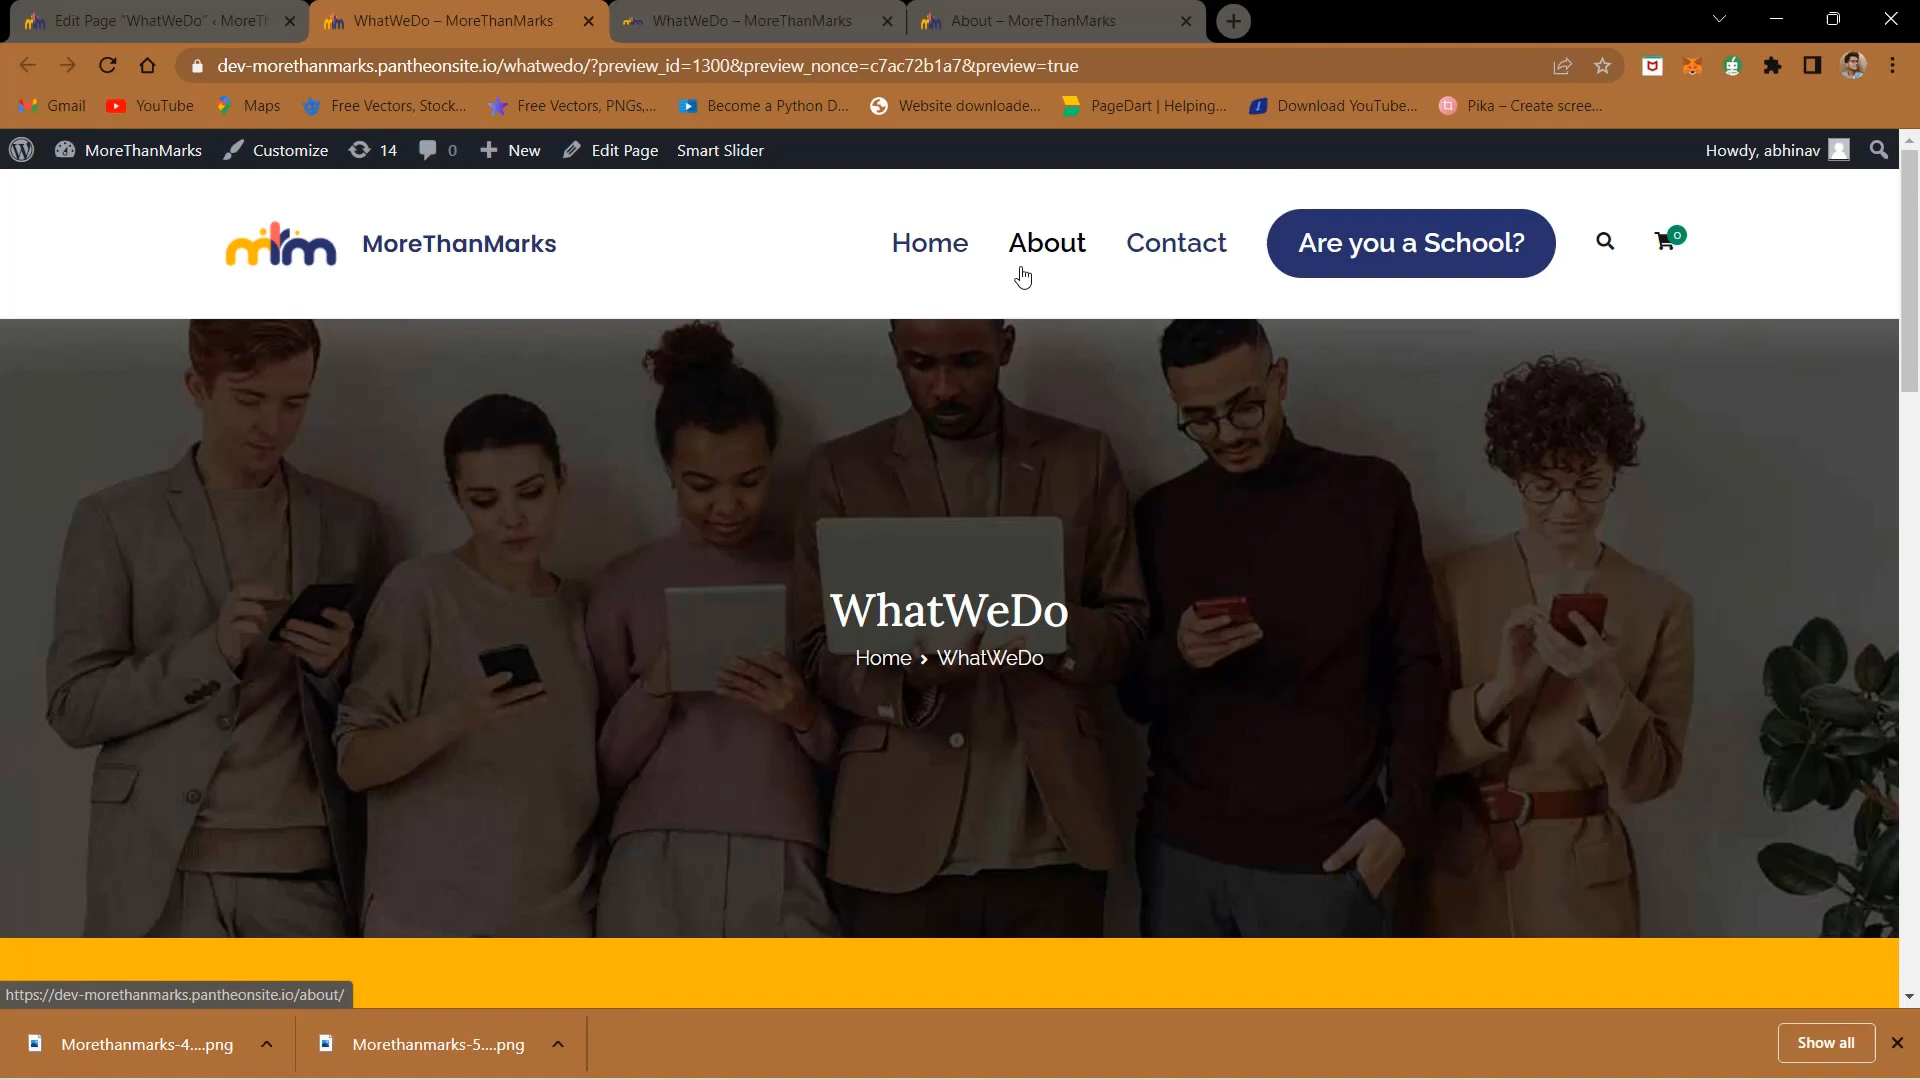 Edit Page "WhatWeDo" ‹ MoreTh
WhatWeDo – MoreThanMarks
WhatWeDo – MoreThanMarks
About – MoreThanMarks
dev-morethanmarks.pantheonsite.io/whatwedo/?preview_id=1300&preview_nonce=c7ac72b1a7&preview=true
Gmail
YouTube
Maps
Free Vectors, Stock...
Free Vectors, PNGs,...
Become a Python D...
Website downloade...
PageDart | Helping...
Download YouTube...
Pika – Create scree...
MoreThanMarks
Customize
14
0
New
Edit Page
Smart Slider
Howdy, abhinav
mtm
MoreThanMarks
Home
About
Contact
Are you a School?
0
WhatWeDo
Home › WhatWeDo
https://dev-morethanmarks.pantheonsite.io/about/
Morethanmarks-4....png
Morethanmarks-5....png
Show all